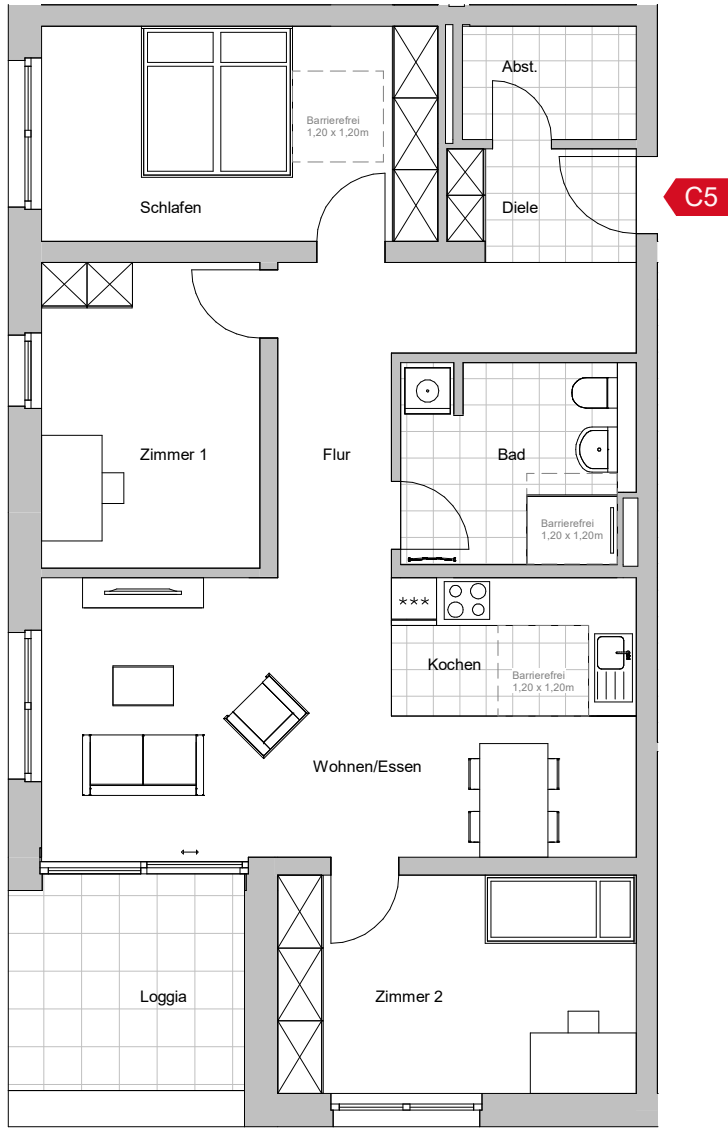 Abst.
Barrierefrei
1,20 x 1,20m
C5
Schlafen
Diele
Zimmer 1
Flur
Bad
Barrierefrei
1,20 x 1,20m
***
Kochen
Barrierefrei
1,20 x 1,20m
Wohnen/Essen
Loggia
Zimmer 2